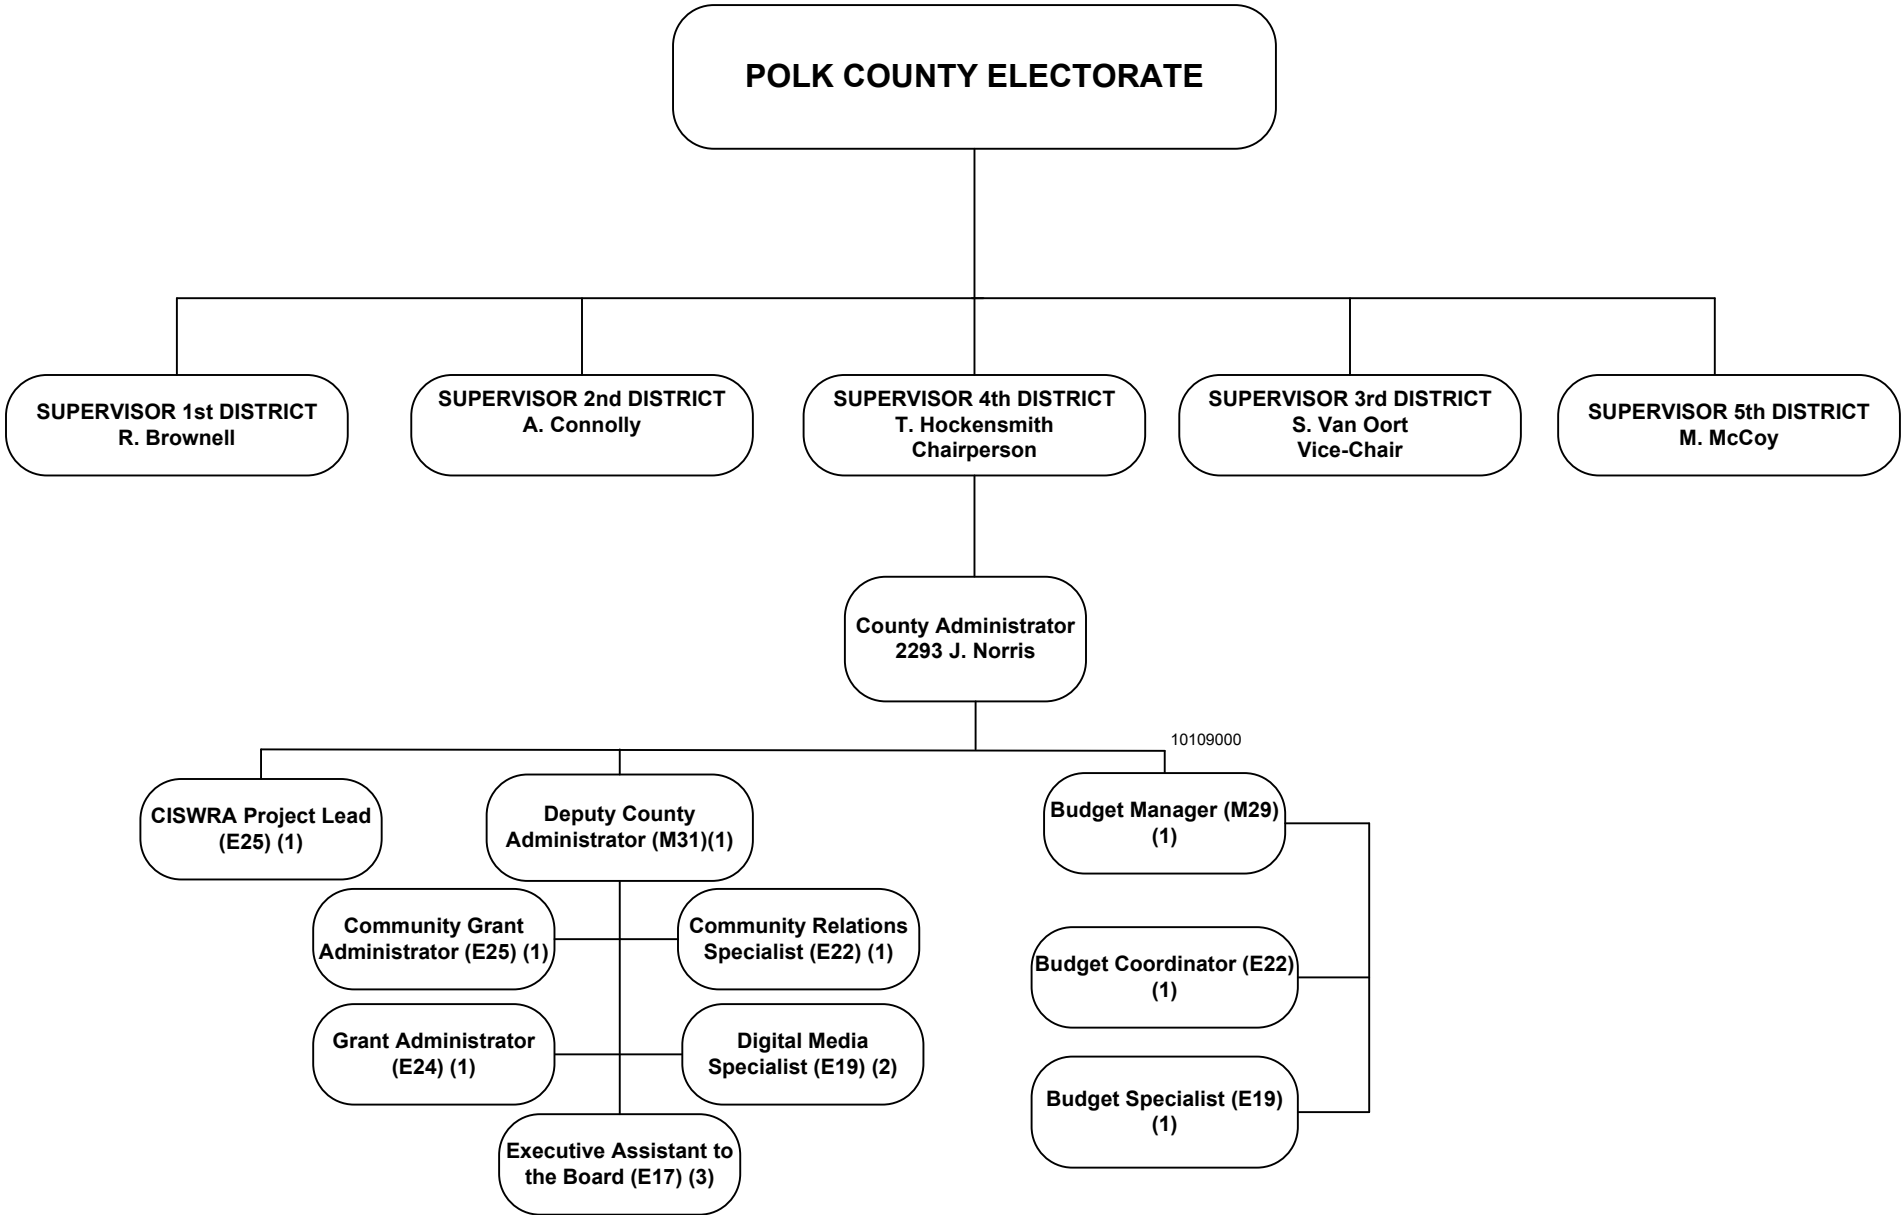 POLK COUNTY ELECTORATE
SUPERVISOR 1st DISTRICT
R. Brownell
SUPERVISOR 2nd DISTRICT
A. Connolly
SUPERVISOR 4th DISTRICT
T. Hockensmith
Chairperson
SUPERVISOR 3rd DISTRICT
S. Van Oort
Vice-Chair
SUPERVISOR 5th DISTRICT
M. McCoy
County Administrator
2293 J. Norris
10109000
CISWRA Project Lead
(E25) (1)
Deputy County
Administrator (M31)(1)
Budget Manager (M29)
(1)
Community Grant
Administrator (E25) (1)
Community Relations
Specialist (E22) (1)
Budget Coordinator (E22)
(1)
Grant Administrator
(E24) (1)
Digital Media
Specialist (E19) (2)
Budget Specialist (E19)
(1)
Executive Assistant to
the Board (E17) (3)